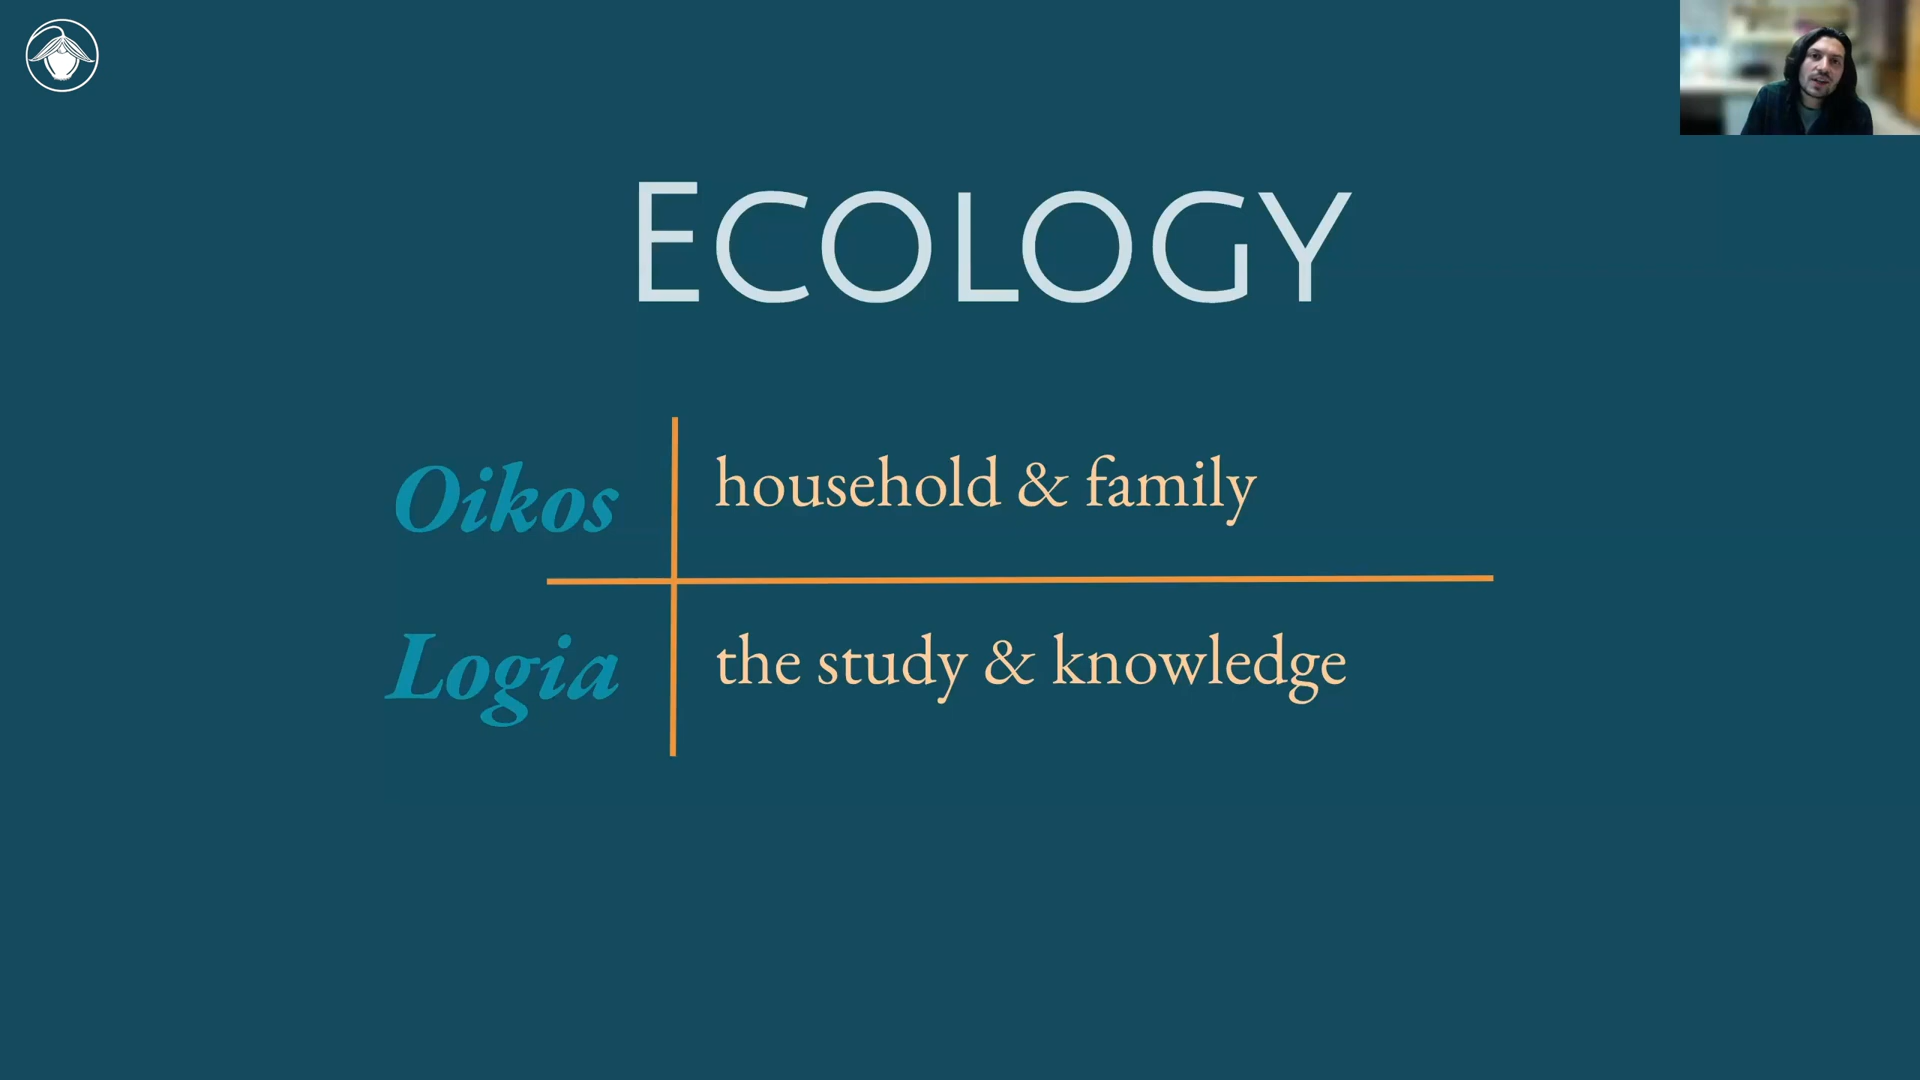 Ecology
Oikos
household & family
Logia
the study & knowledge